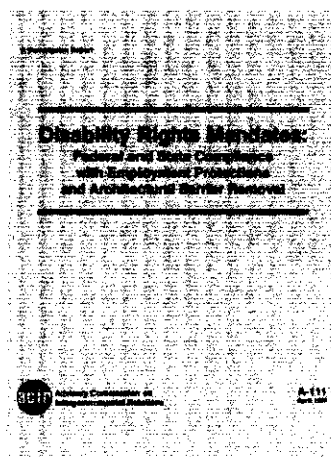 Disability Rights Mandates:
Federal and State Compliance
with Employment Protections
and Architectural Barrier Removal
acir
Advisory Commission on
Intergovernmental Relations
A-111